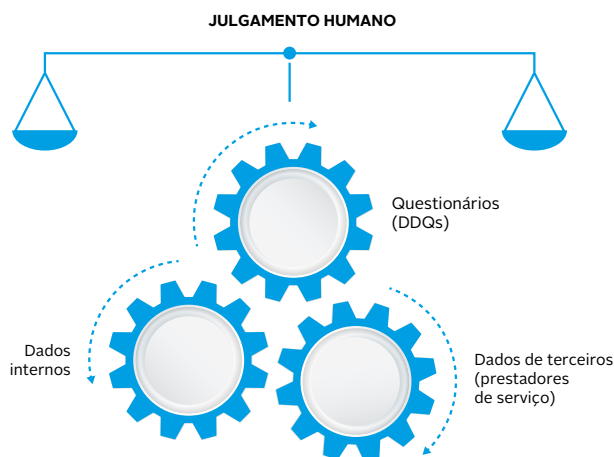 JULGAMENTO HUMANO
Questionários
(DDQs)
Dados
internos
Dados de terceiros
(prestadores
de serviço)